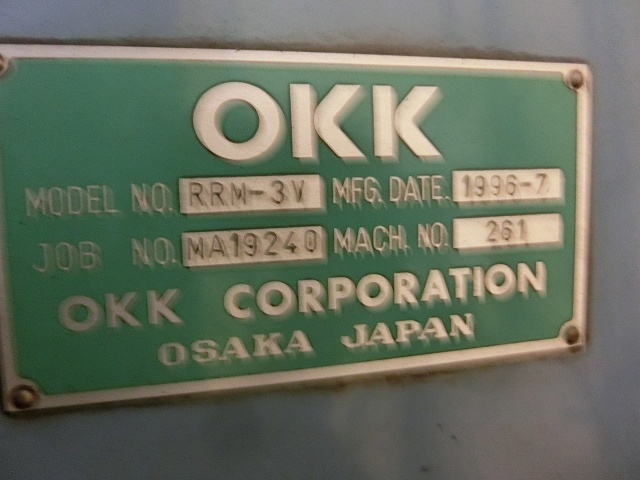 OKK
MODEL NO. RRM-3V MFG. DATE. 1996-7
JOB NO. MA19240 MACH. NO. 261
OKK CORPORATION
OSAKA JAPAN